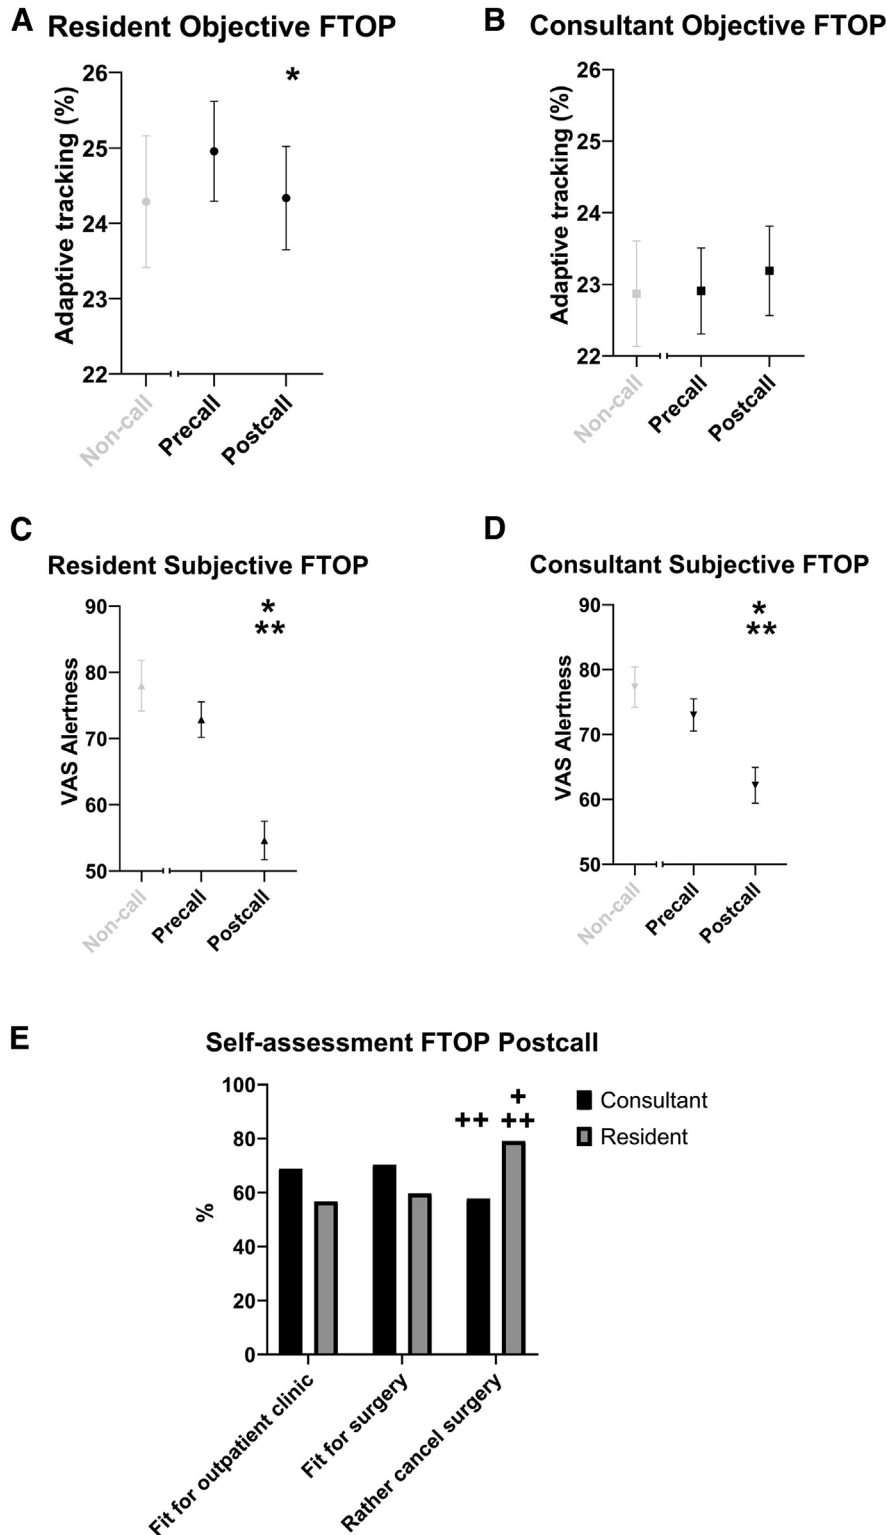 A Resident Objective FTOP
26
25
24
23
22
Adaptive tracking (%)
*
Non-call
Precall
Postcall
B Consultant Objective FTOP
26
25
24
23
22
Adaptive tracking (%)
Non-call
Precall
Postcall
C
Resident Subjective FTOP
90
80
70
60
50
VAS Alertness
*
**
Non-call
Precall
Postcall
D
Consultant Subjective FTOP
90
80
70
60
50
VAS Alertness
*
**
Non-call
Precall
Postcall
E
Self-assessment FTOP Postcall
100
80
60
40
20
0
%
+
++ ++
Consultant
Resident
Fit for outpatient clinic
Fit for surgery
Rather cancel surgery